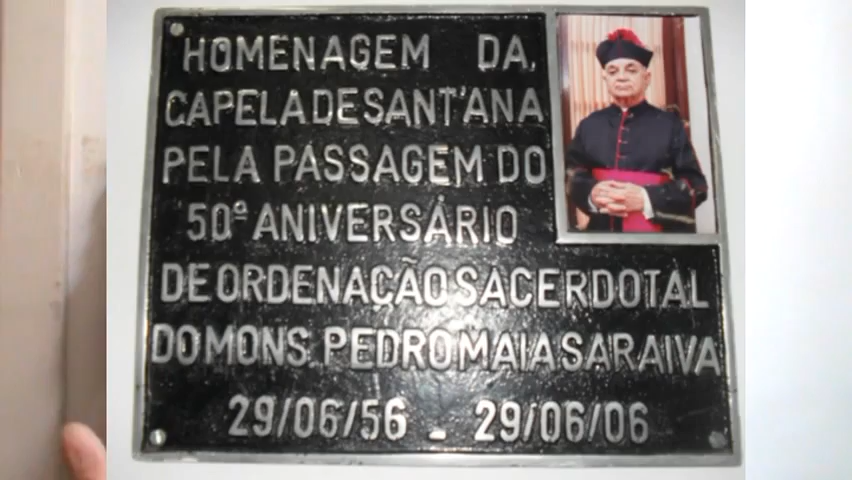 HOMENAGEM DA,
CAPELA DE SANT'ANA
PELA PASSAGEM DO
50º ANIVERSÁRIO
DE ORDENAÇÃO SACERDOTAL
DO MONS. PEDRO MAIA SARAIVA
29/06/56 - 29/06/06